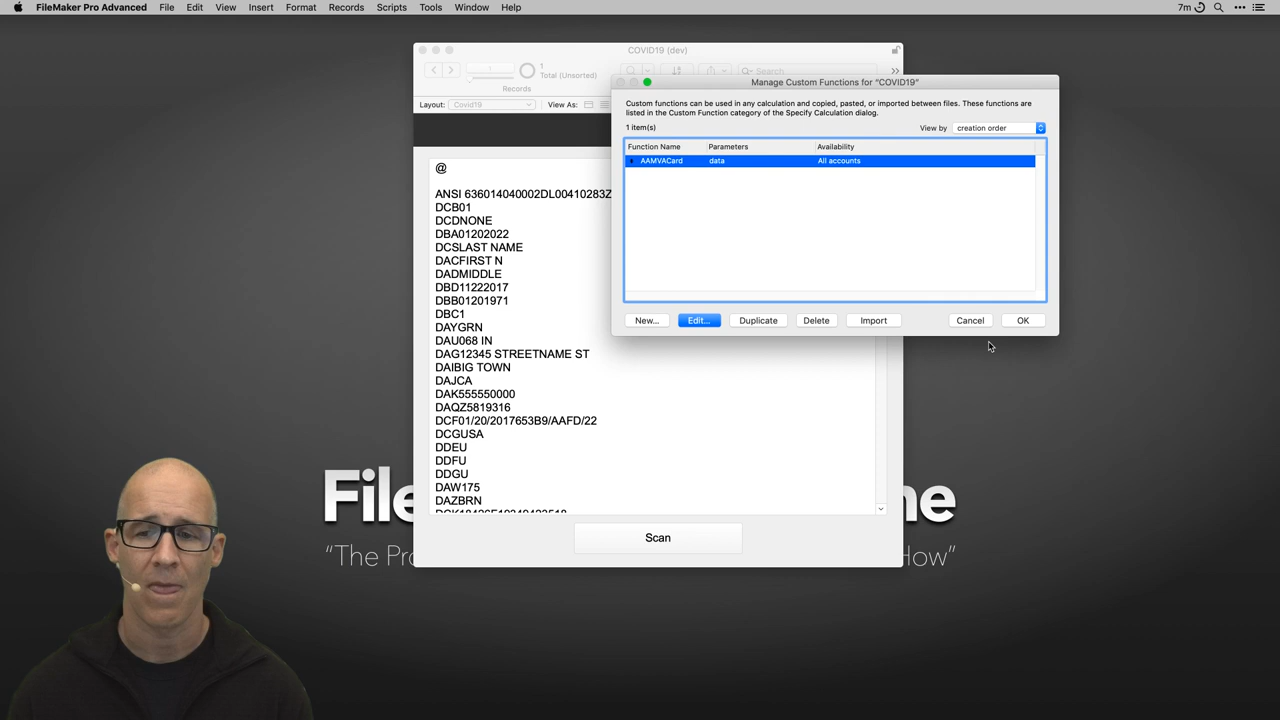 FileMaker Pro Advanced File Edit View Insert Format Records Scripts Tools Window Help 7m
COVID19 (dev)
1
1
Total (Unsorted)
Records
Search
Layout: Covid19 View As:
Manage Custom Functions for "COVID19"
Custom functions can be used in any calculation and copied, pasted, or imported between files. These functions are
listed in the Custom Function category of the Specify Calculation dialog.
1 item(s) View by creation order
Function Name Parameters Availability
AAMVACard data All accounts
New... Edit... Duplicate Delete Import Cancel OK
@
ANSI 636014040002DL00410283Z
DCB01
DCDNONE
DBA01202022
DCSLAST NAME
DACFIRST N
DADMIDDLE
DBD11222017
DBB01201971
DBC1
DAYGRN
DAU068 IN
DAG12345 STREETNAME ST
DAIBIG TOWN
DAJCA
DAK555550000
DAQZ5819316
DCF01/20/2017653B9/AAFD/22
DCGUSA
DDEU
DDFU
DDGU
DAW175
DAZBRN
Scan
File ne
"The Pro How"